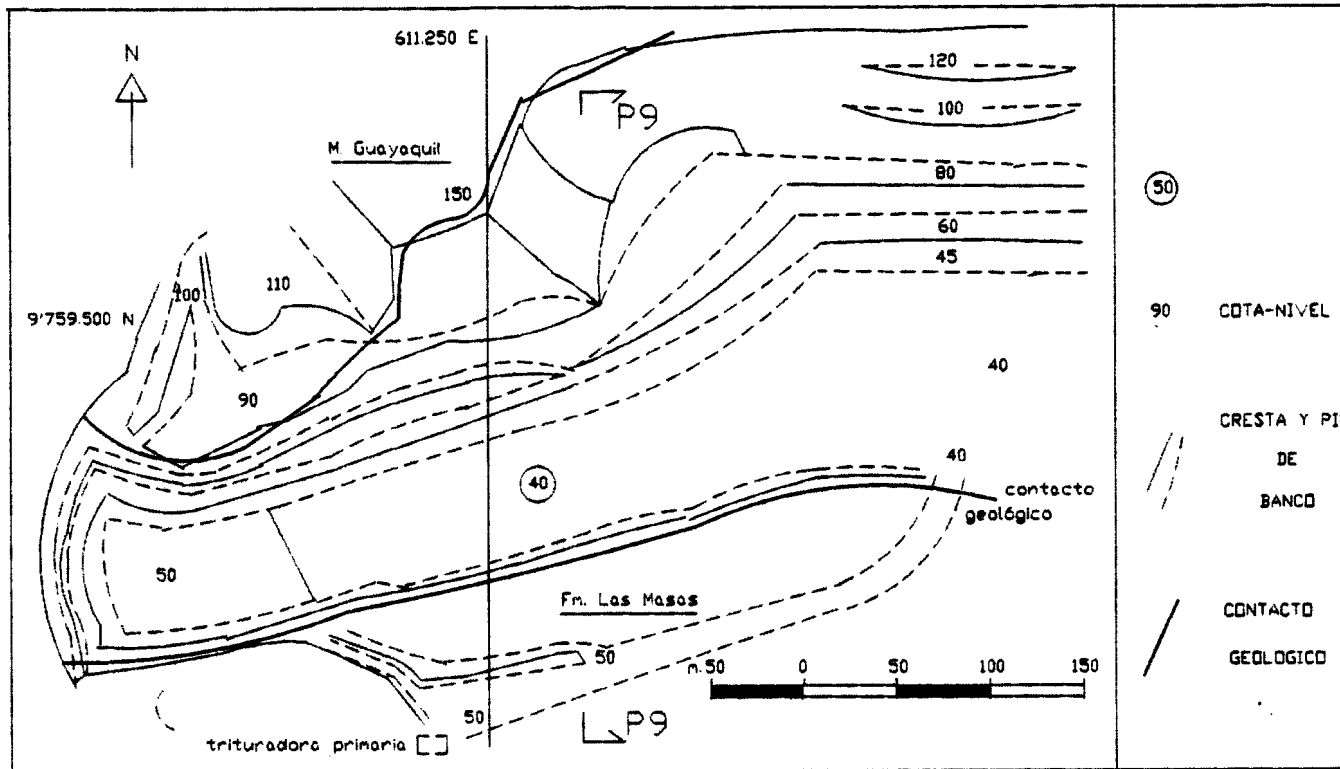 611.250 E
N
120
100
P9
M. Guayaquil
80
150
50
60
45
110
100
90 COTA-NIVEL
9'759.500 N
40
90
CRESTA Y PI
DE
BANCO
40
40
contacto
geológico
50
Fm. Las Masas
CONTACTO
GEOLOGICO
50
m. 50 0 50 100 150
50
P9
trituradora primaria